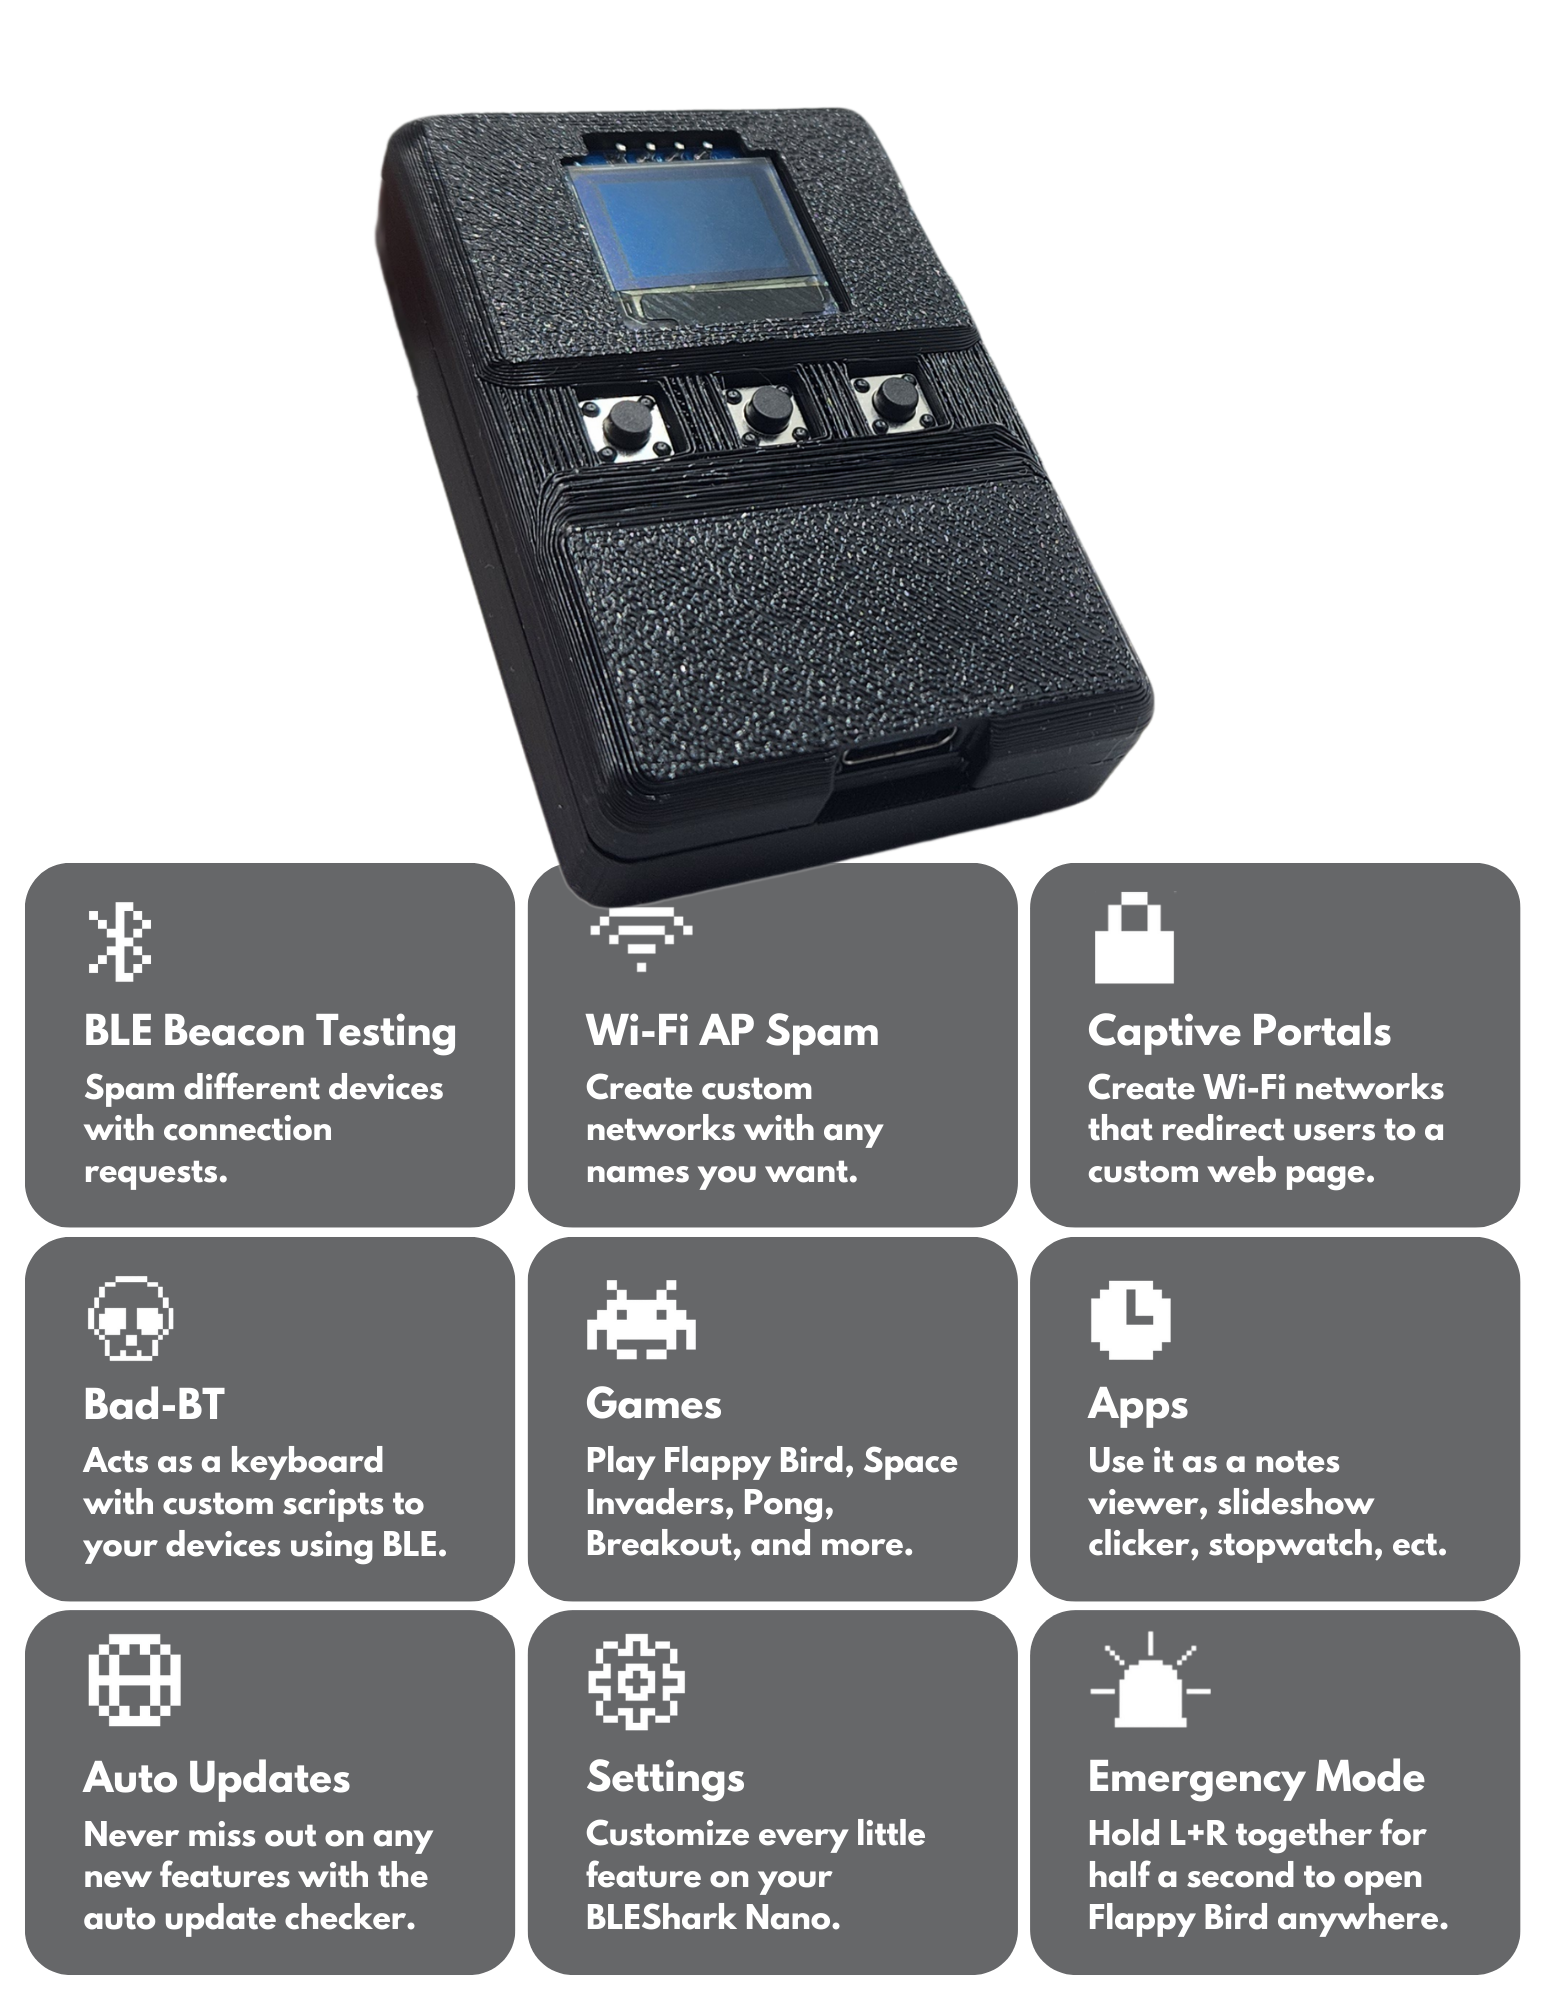 BLE Beacon Testing
Spam different devices
with connection
requests.
Wi-Fi AP Spam
Create custom
networks with any
names you want.
Captive Portals
Create Wi-Fi networks
that redirect users to a
custom web page.
Bad-BT
Acts as a keyboard
with custom scripts to
your devices using BLE.
Games
Play Flappy Bird, Space
Invaders, Pong,
Breakout, and more.
Apps
Use it as a notes
viewer, slideshow
clicker, stopwatch, ect.
Auto Updates
Never miss out on any
new features with the
auto update checker.
Settings
Customize every little
feature on your
BLEShark Nano.
Emergency Mode
Hold L+R together for
half a second to open
Flappy Bird anywhere.